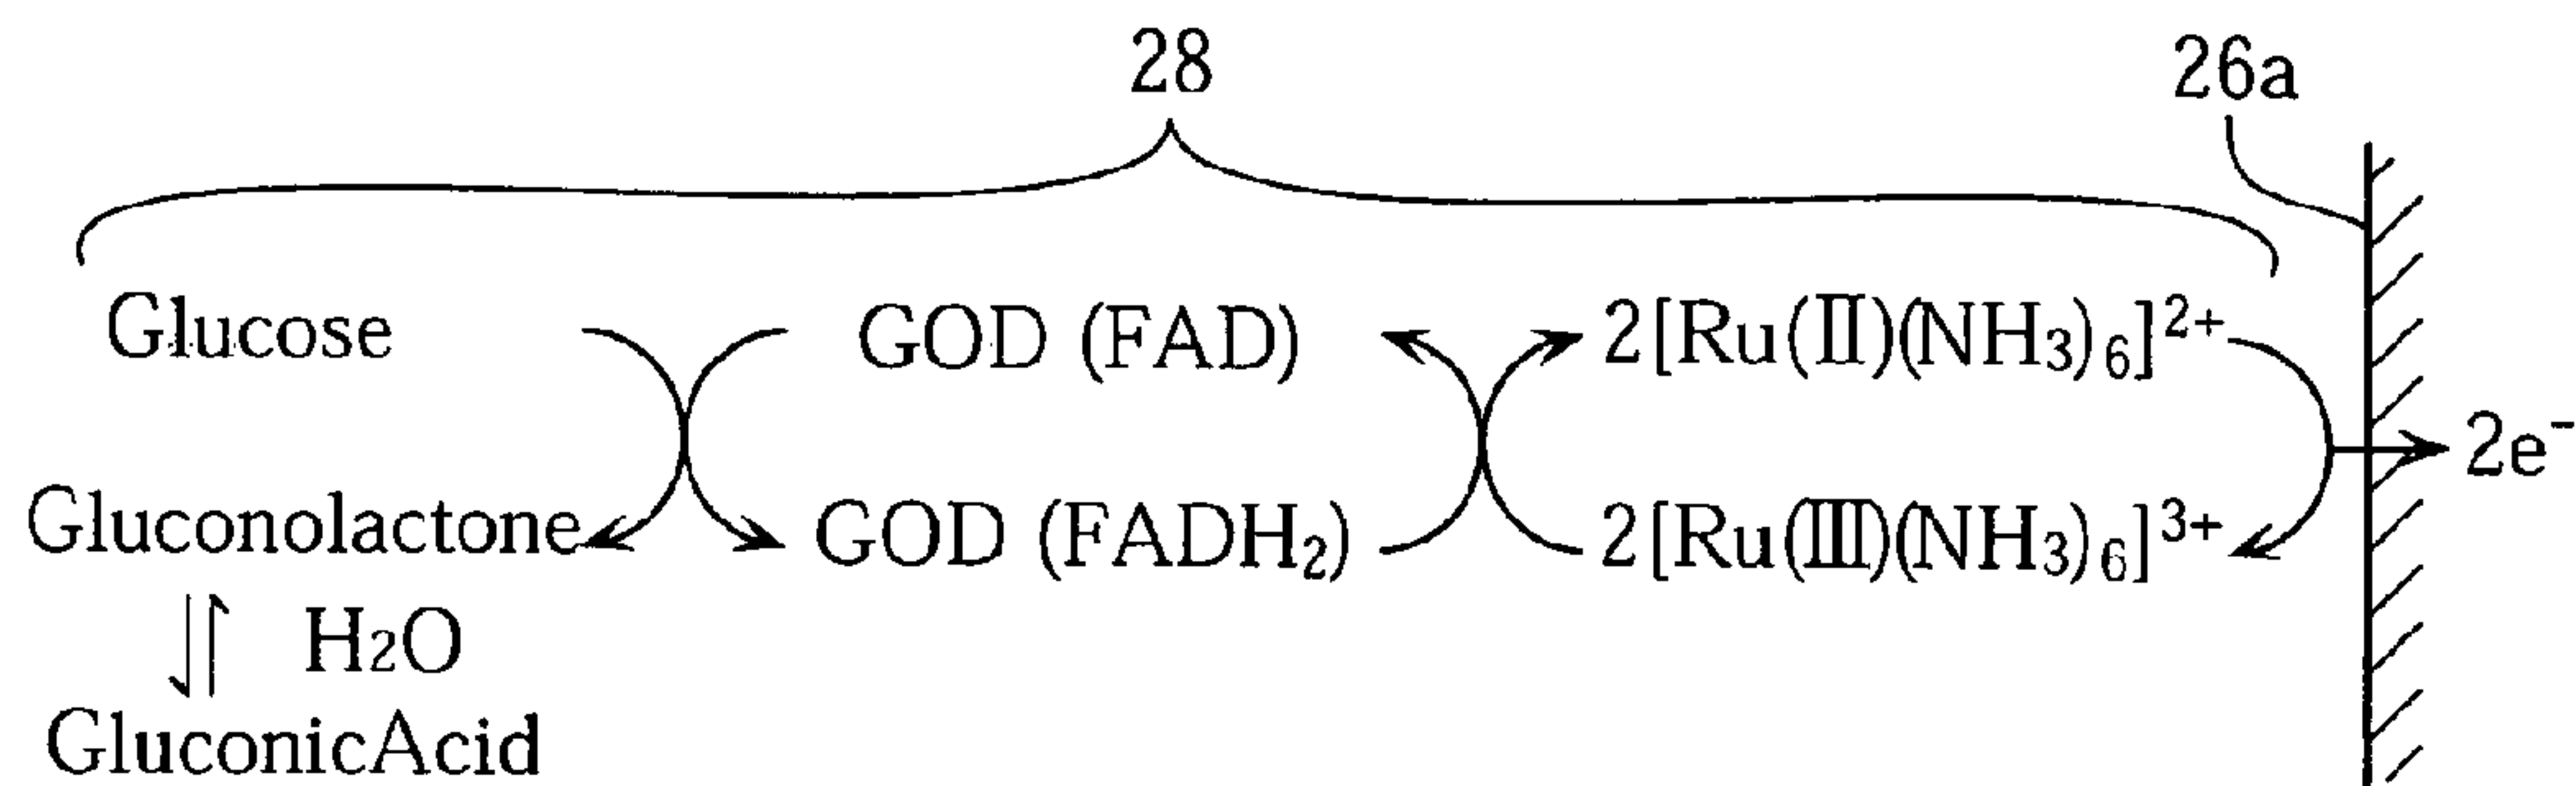 28
26a
Glucose GOD (FAD) 2[Ru(II)(NH3)6]2+
2e-
Gluconolactone GOD (FADH2) 2[Ru(III)(NH3)6]3+
H2O
GluconicAcid